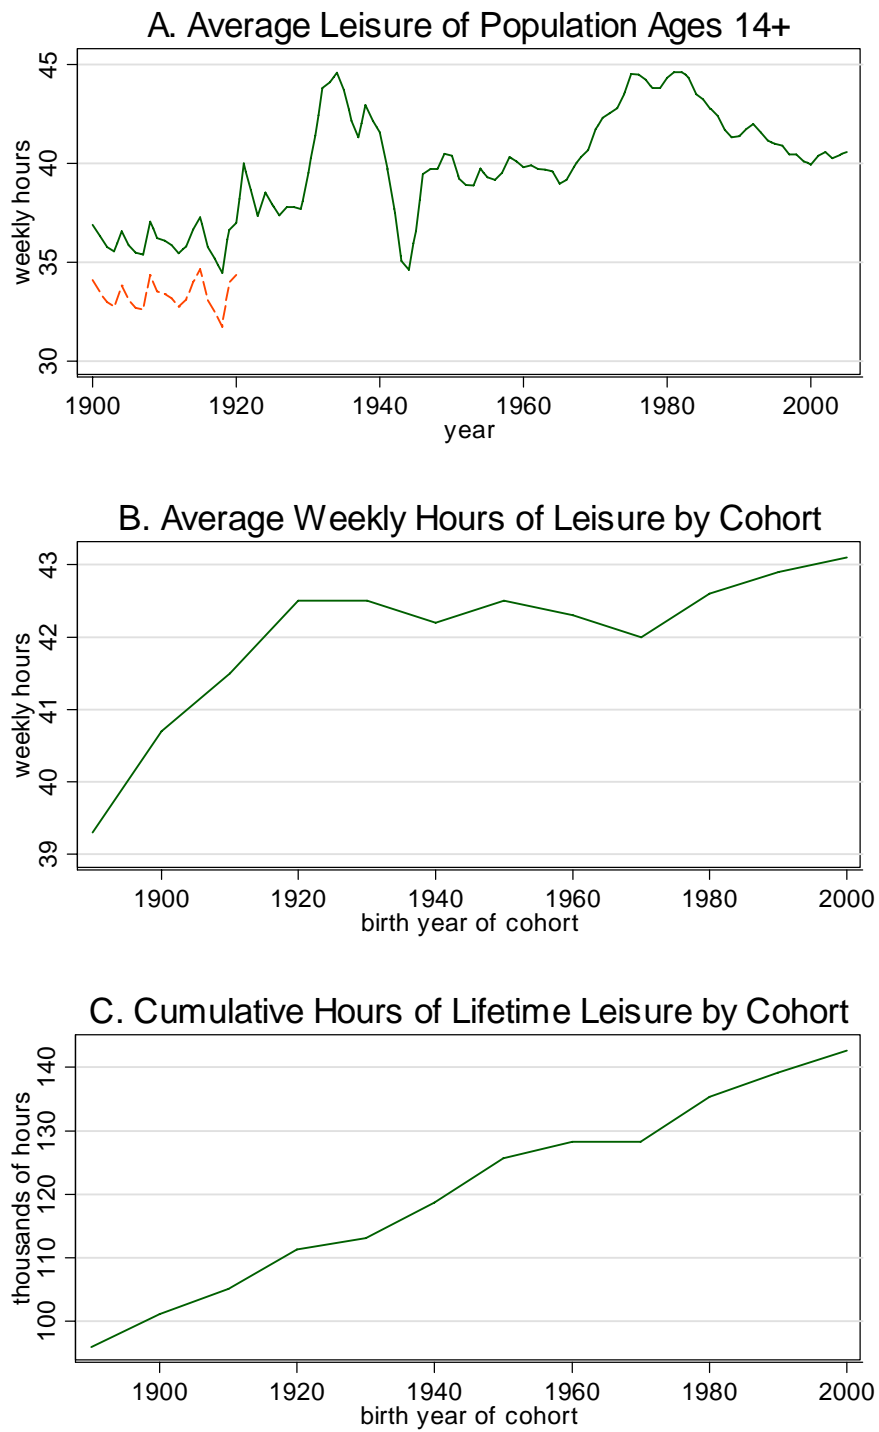 A. Average Leisure of Population Ages 14+
45
40
35
30
weekly hours
1900 1920 1940 1960 1980 2000
year
B. Average Weekly Hours of Leisure by Cohort
43
42
41
40
39
weekly hours
1900 1920 1940 1960 1980 2000
birth year of cohort
C. Cumulative Hours of Lifetime Leisure by Cohort
140
130
120
110
100
thousands of hours
1900 1920 1940 1960 1980 2000
birth year of cohort